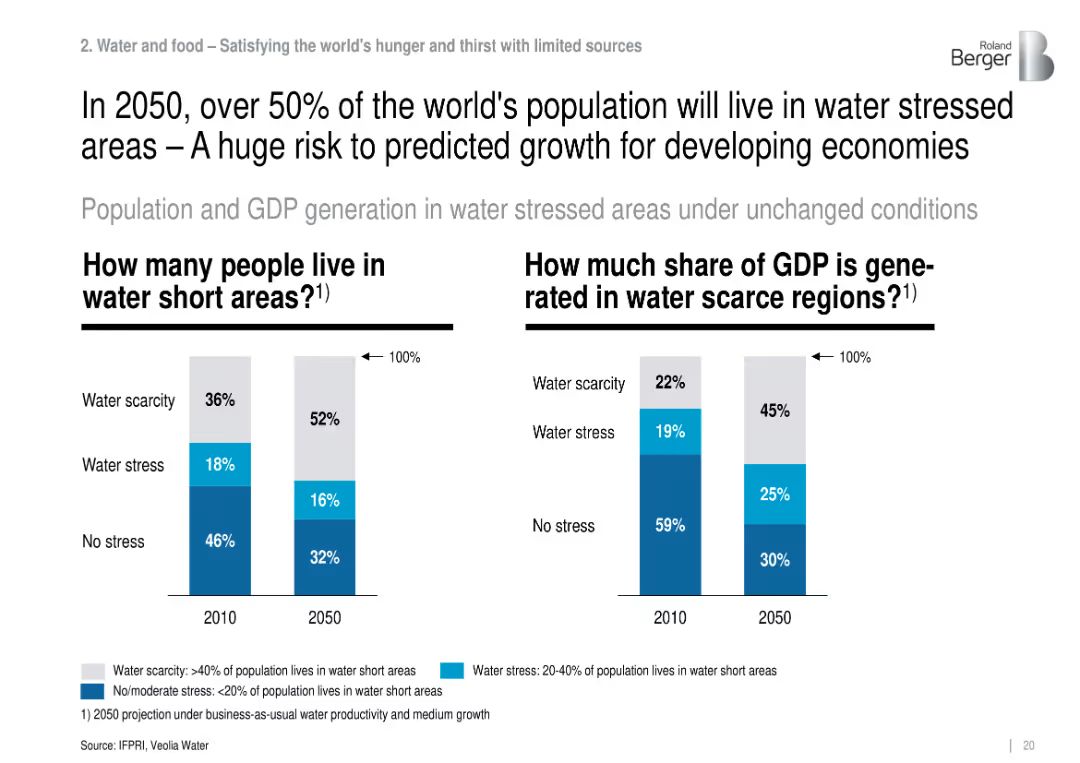 2. Water and food – Satisfying the world's hunger and thirst with limited sources
Roland
Berger
B
In 2050, over 50% of the world's population will live in water stressed
areas – A huge risk to predicted growth for developing economies
Population and GDP generation in water stressed areas under unchanged conditions
How many people live in
water short areas?1)
100%
Water scarcity
36%
52%
Water stress
18%
16%
No stress
46%
32%
2010
2050
How much share of GDP is gene-
rated in water scarce regions?1)
100%
Water scarcity
22%
45%
Water stress
19%
25%
No stress
59%
30%
2010
2050
Water scarcity: >40% of population lives in water short areas
Water stress: 20-40% of population lives in water short areas
No/moderate stress: <20% of population lives in water short areas
1) 2050 projection under business-as-usual water productivity and medium growth
Source: IFPRI, Veolia Water
20